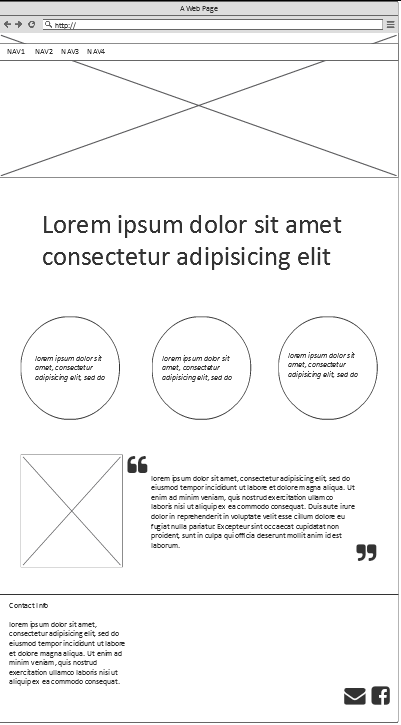 A Web Page
http://
NAV1 NAV2 NAV3 NAV4
Lorem ipsum dolor sit amet
consectetur adipisicing elit
lorem ipsum dolor sit
amet, consectetur
adipisicing elit, sed do
lorem ipsum dolor sit
amet, consectetur
adipisicing elit, sed do
lorem ipsum dolor sit
amet, consectetur
adipisicing elit, sed do
“
lorem ipsum dolor sit amet, consectetur adipisicing elit, sed do
eiusmod tempor incididunt ut labore et dolore magna aliqua. Ut
enim ad minim veniam, quis nostrud exercitation ullamco
laboris nisi ut aliquip ex ea commodo consequat. Duis aute irure
dolor in reprehenderit in voluptate velit esse cillum dolore eu
fugiat nulla pariatur. Excepteur sint occaecat cupidatat non
proident, sunt in culpa qui officia deserunt mollit anim id est
laborum.
”
Contact Info
lorem ipsum dolor sit amet,
consectetur adipisicing elit, sed do
eiusmod tempor incididunt ut labore
et dolore magna aliqua. Ut enim ad
minim veniam, quis nostrud
exercitation ullamco laboris nisi ut
aliquip ex ea commodo consequat.